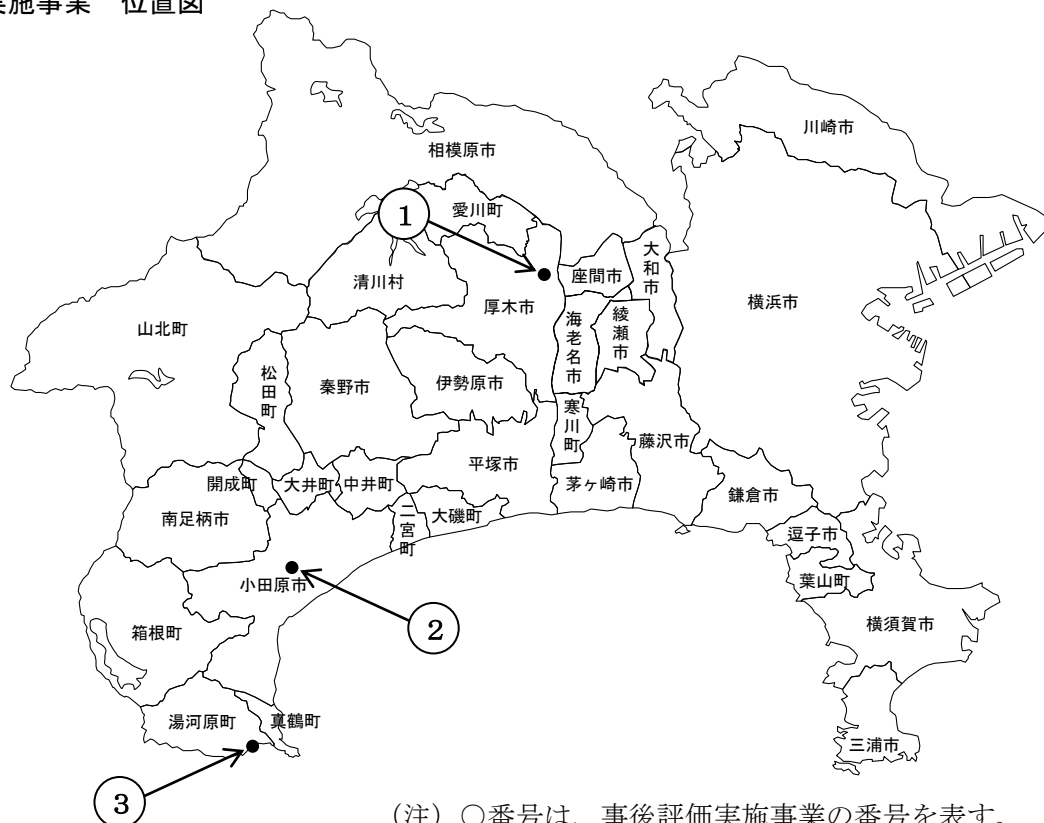 実施事業 位置図
川崎市
相模原市
愛川町
①
大和市
座間市
清川村
横浜市
厚木市
山北町
海老名市
綾瀬市
松田町
秦野市
伊勢原市
寒川町
藤沢市
平塚市
開成町
大井町
中井町
茅ヶ崎市
鎌倉市
南足柄市
二宮町
大磯町
逗子市
小田原市
葉山町
②
箱根町
横須賀市
湯河原町
真鶴町
三浦市
③
(注)○番号は、事後評価実施事業の番号を表す。